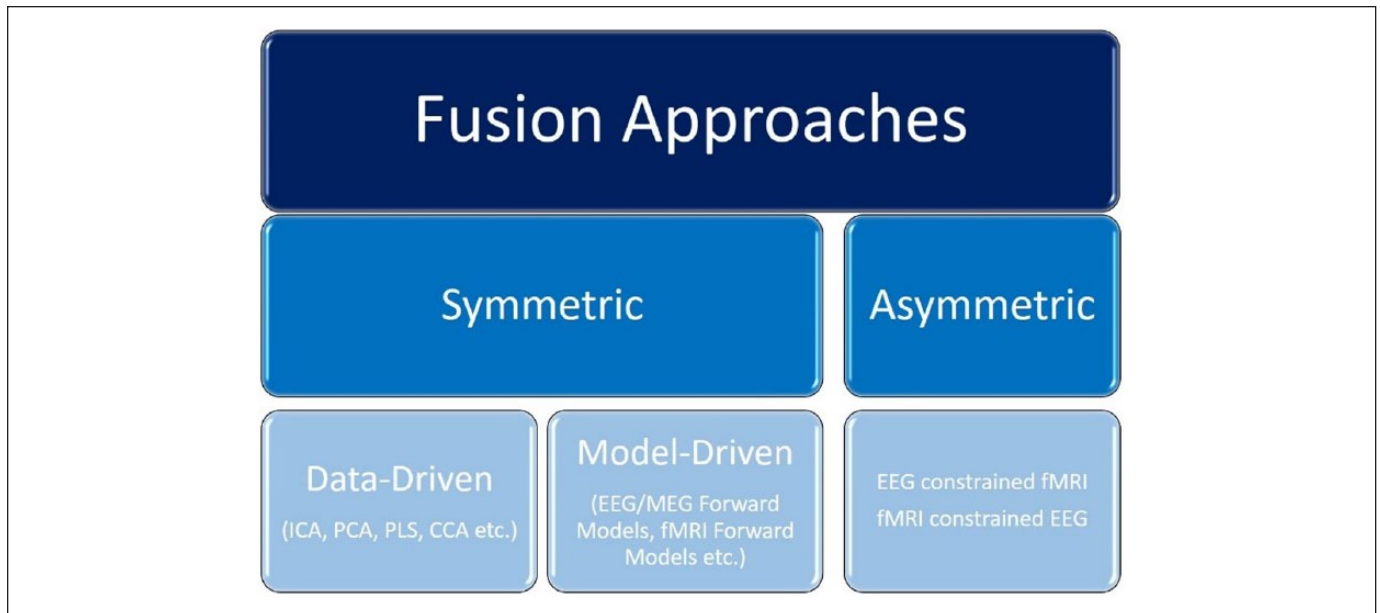 Fusion Approaches
Symmetric
Asymmetric
Data-Driven
(ICA, PCA, PLS, CCA etc.)
Model-Driven
(EEG/MEG Forward
Models, fMRI Forward
Models etc.)
EEG constrained fMRI
fMRI constrained EEG